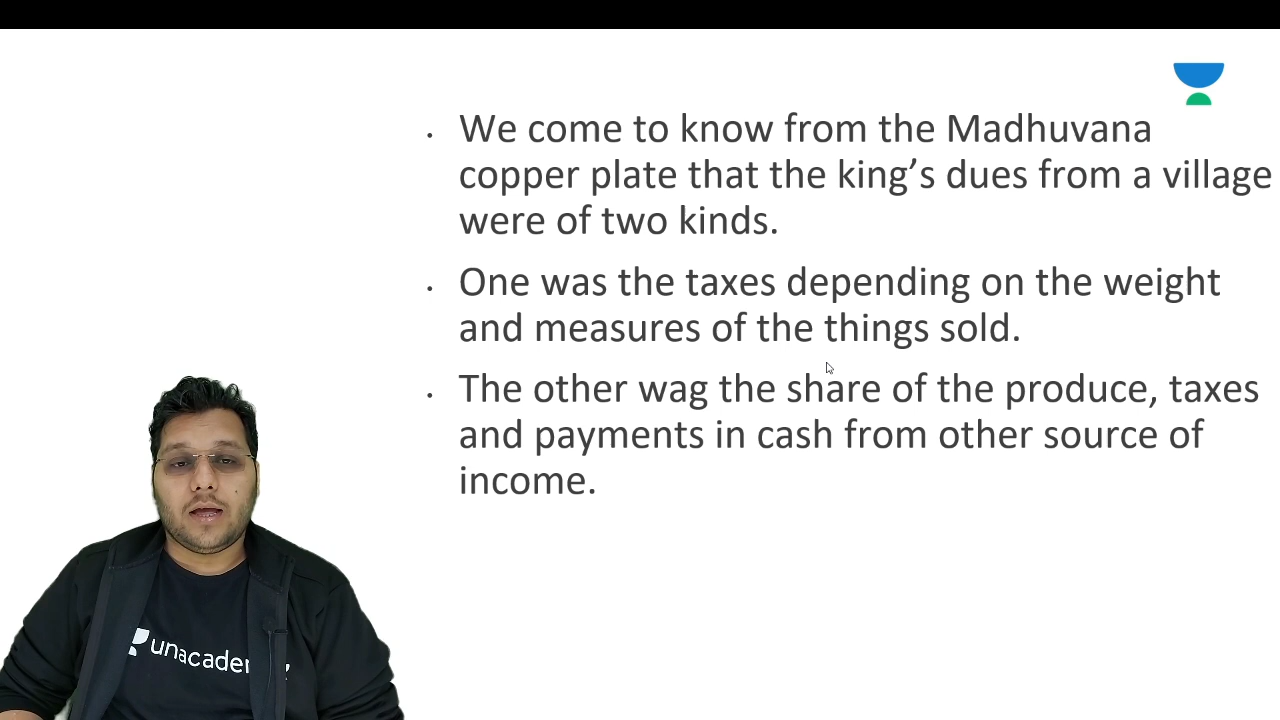 • We come to know from the Madhuvana
copper plate that the king’s dues from a village
were of two kinds.
• One was the taxes depending on the weight
and measures of the things sold.
• The other wag the share of the produce, taxes
and payments in cash from other source of
income.
unacade